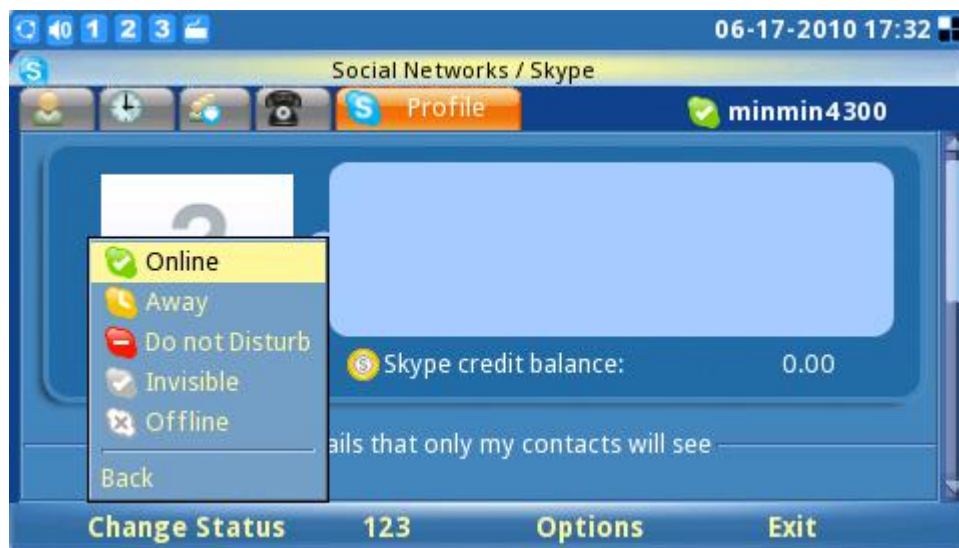 1 2 3 06-17-2010 17:32
Social Networks / Skype
Profile minmin4300
Online
Away
Do not Disturb
Skype credit balance: 0.00
Invisible
Offline
ails that only my contacts will see
Back
Change Status 123 Options Exit